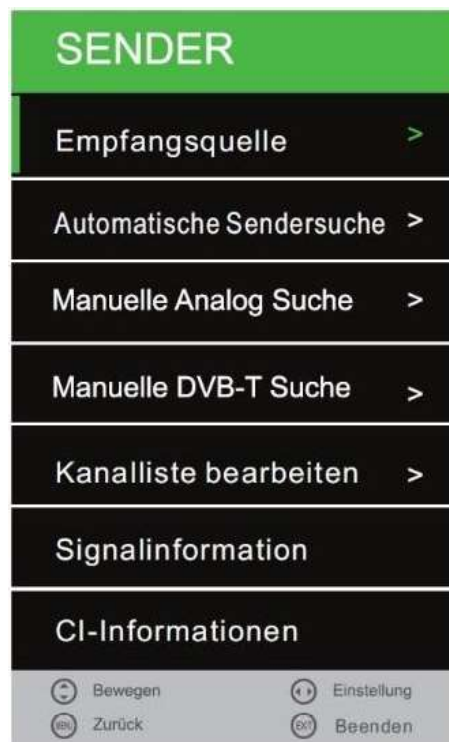 SENDER
Empfangsquelle >
Automatische Sendersuche >
Manuelle Analog Suche >
Manuelle DVB-T Suche >
Kanalliste bearbeiten >
Signalinformation
CI-Informationen
Bewegen Einstellung
Zurück EXIT Beenden